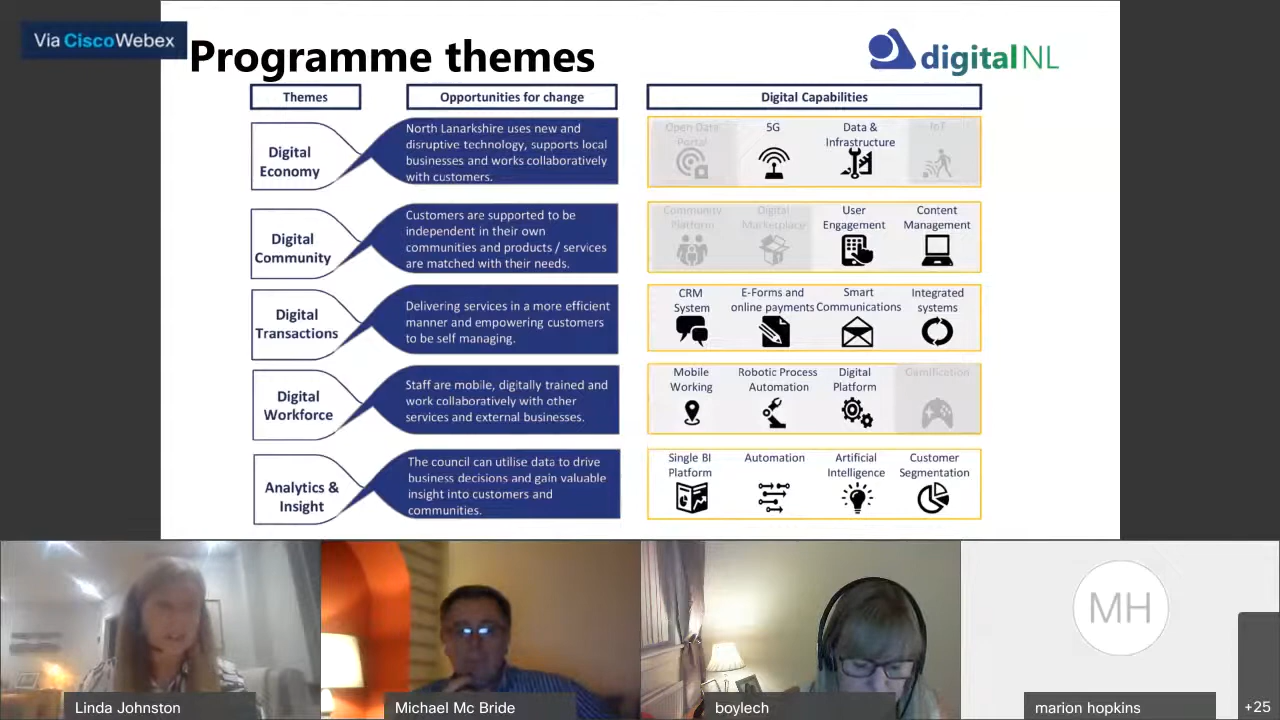 Via Cisco Webex
Programme themes
digital NL
Themes
Opportunities for change
Digital Capabilities
Digital
Economy
North Lanarkshire uses new and
disruptive technology, supports local
businesses and works collaboratively
with customers.
Open Data
Portal
5G
Data &
Infrastructure
IoT
Digital
Community
Customers are supported to be
independent in their own
communities and products / services
are matched with their needs.
Community
Platform
Digital
Marketplace
User
Engagement
Content
Management
Digital
Transactions
Delivering services in a more efficient
manner and empowering customers
to be self managing.
CRM
System
E-Forms and
online payments
Smart
Communications
Integrated
systems
Digital
Workforce
Staff are mobile, digitally trained and
work collaboratively with other
services and external businesses.
Mobile
Working
Robotic Process
Automation
Digital
Platform
Gamification
Analytics &
Insight
The council can utilise data to drive
business decisions and gain valuable
insight into customers and
communities.
Single BI
Platform
Automation
Artificial
Intelligence
Customer
Segmentation
MH
Linda Johnston
Michael Mc Bride
boylech
marion hopkins
+25